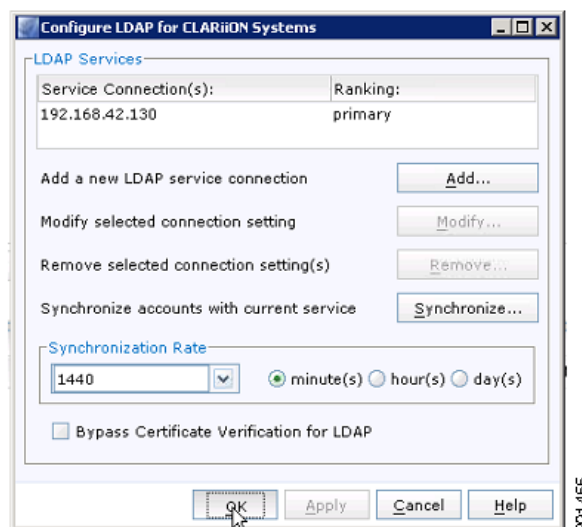 Configure LDAP for CLARiiON Systems
LDAP Services
Service Connection(s): Ranking:
192.168.42.130 primary
Add a new LDAP service connection Add...
Modify selected connection setting Modify...
Remove selected connection setting(s) Remove...
Synchronize accounts with current service Synchronize...
Synchronization Rate
1440 minute(s) hour(s) day(s)
Bypass Certificate Verification for LDAP
OK Apply Cancel Help